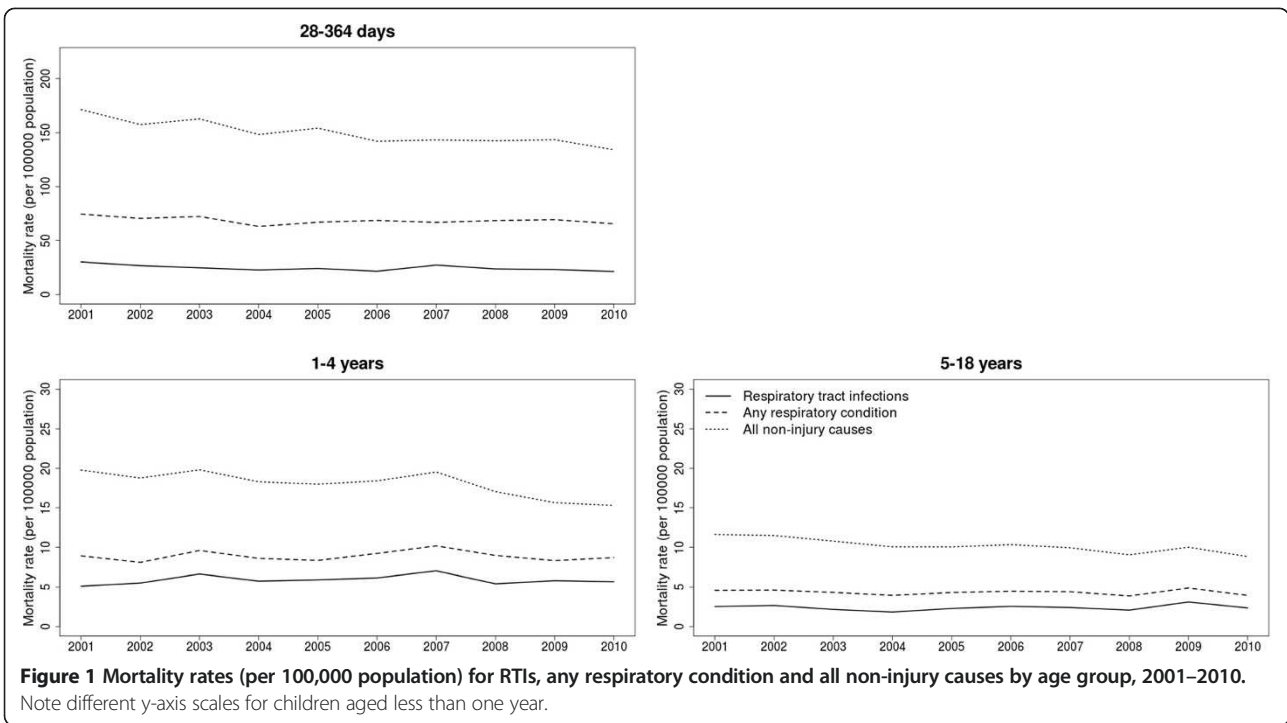 28-364 days
Mortality rate (per 100000 population)
200
150
100
50
0
2001 2002 2003 2004 2005 2006 2007 2008 2009 2010
1-4 years
Mortality rate (per 100000 population)
30
25
20
15
10
5
0
2001 2002 2003 2004 2005 2006 2007 2008 2009 2010
5-18 years
Mortality rate (per 100000 population)
30
25
20
15
10
5
0
Respiratory tract infections
Any respiratory condition
All non-injury causes
2001 2002 2003 2004 2005 2006 2007 2008 2009 2010
Figure 1 Mortality rates (per 100,000 population) for RTIs, any respiratory condition and all non-injury causes by age group, 2001–2010.
Note different y-axis scales for children aged less than one year.